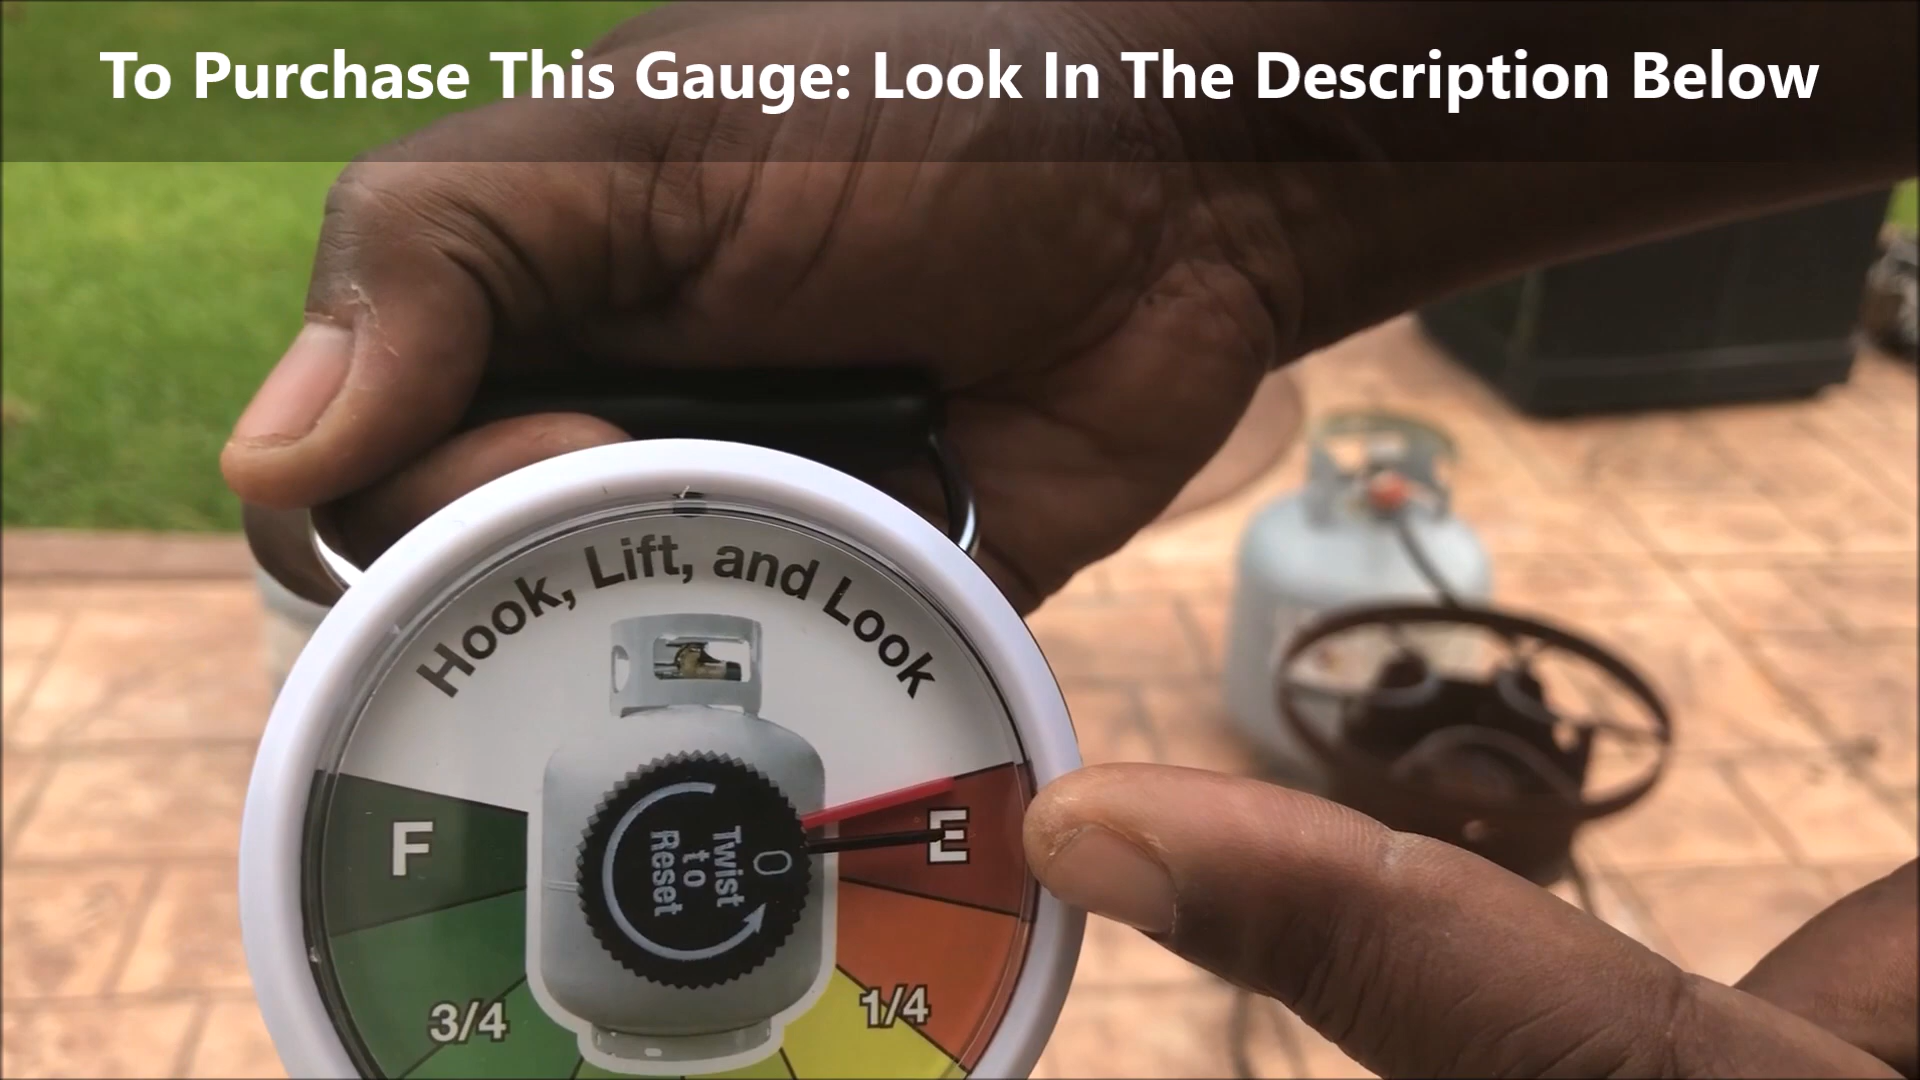 To Purchase This Gauge: Look In The Description Below
Hook, Lift, and Look
F
E
0
Twist
to
Reset
3/4
1/4